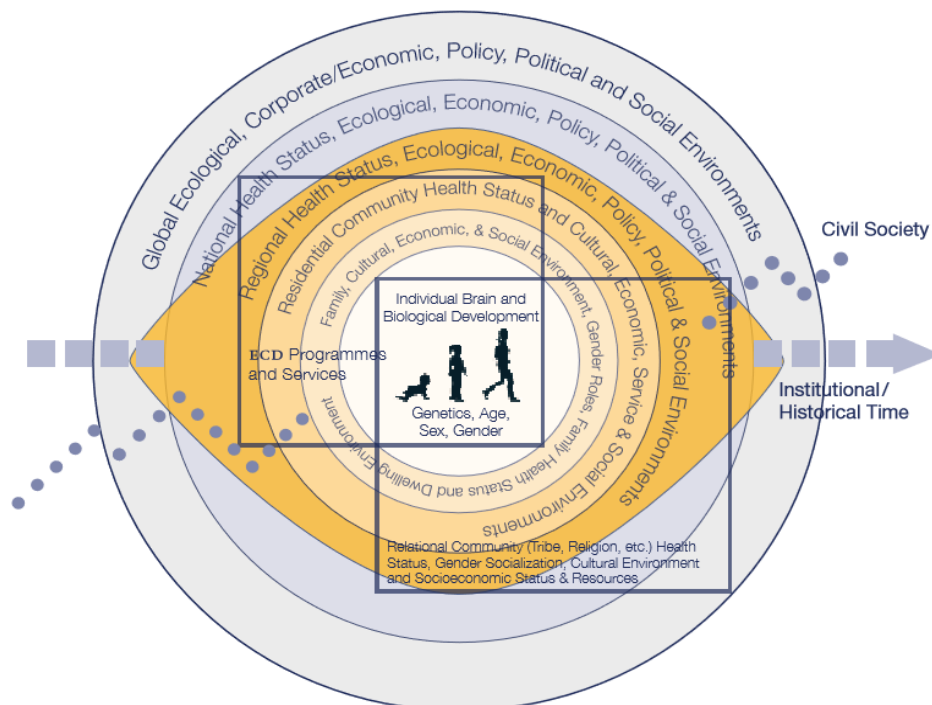 Global Ecological, Corporate/Economic, Policy, Political and Social Environments
National Health Status, Ecological, Economic, Policy, Political & Social Environments
Regional Health Status, Ecological, Economic, Policy, Political & Social Environments
Residential Community Health Status and Cultural, Economic, Service & Social Environments
Family, Cultural, Economic, & Social Environment, Gender Roles, Family Health Status and Dwelling Environment
Civil Society
Individual Brain and
Biological Development
ECD Programmes
and Services
Genetics, Age,
Sex, Gender
Institutional/
Historical Time
Relational Community (Tribe, Religion, etc.) Health
Status, Gender Socialization, Cultural Environment
and Socioeconomic Status & Resources